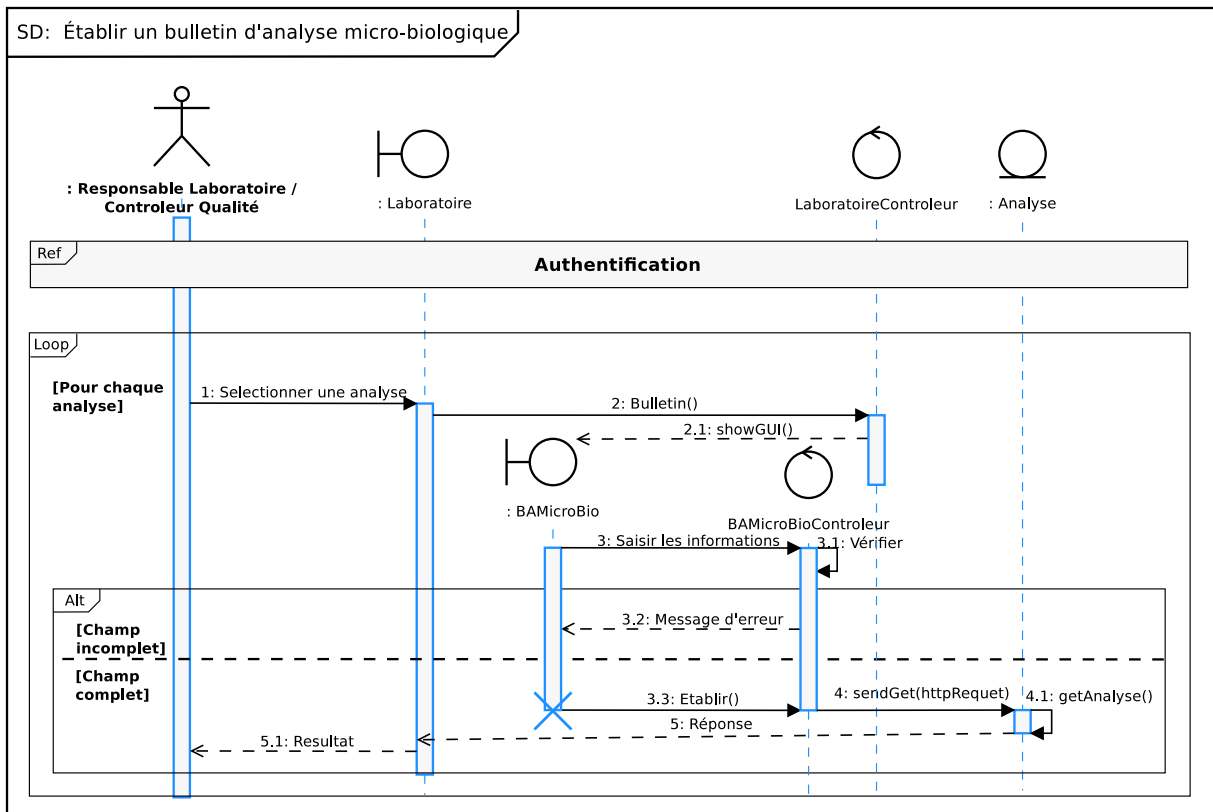 SD:  Établir un bulletin d'analyse micro-biologique
: Responsable Laboratoire /
Controleur Qualité
: Laboratoire
LaboratoireControleur
: Analyse
Ref
Authentification
Loop
[Pour chaque
analyse]
1: Selectionner une analyse
2: Bulletin()
2.1: showGUI()
: BAMicroBio
BAMicroBioControleur
3: Saisir les informations
3.1: Vérifier
Alt
[Champ
incomplet]
3.2: Message d'erreur
[Champ
complet]
3.3: Etablir()
4: sendGet(httpRequet)
4.1: getAnalyse()
5: Réponse
5.1: Resultat